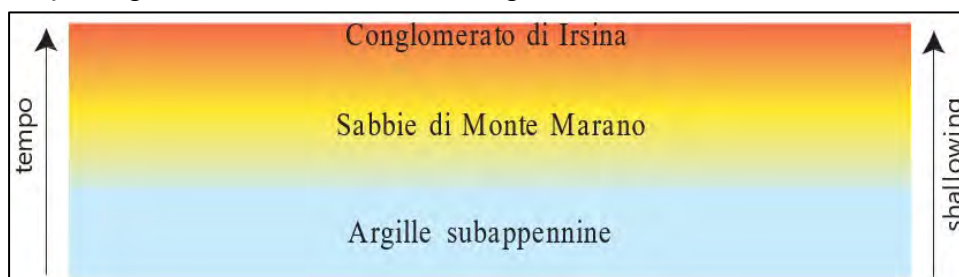 Conglomerato di Irsina
tempo
Sabbie di Monte Marano
shallowing
Argille subappennine